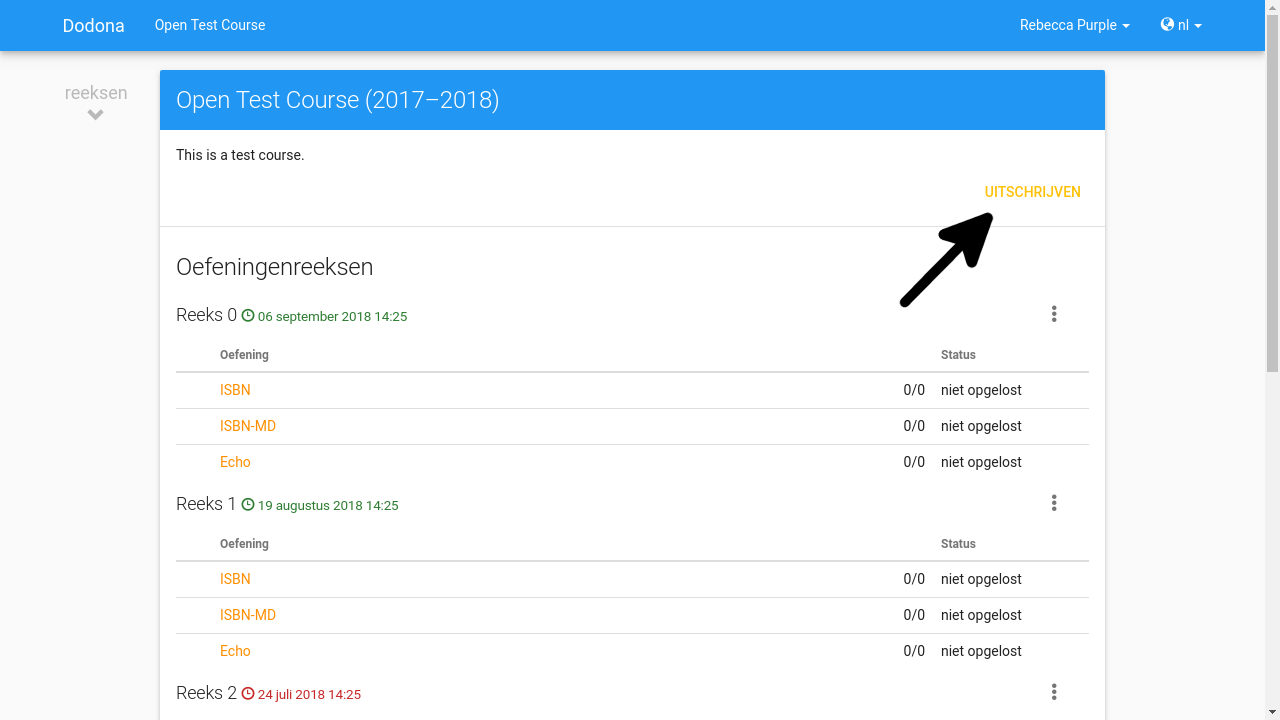 Dodona Open Test Course Rebecca Purple nl
reeksen
Open Test Course (2017–2018)
This is a test course.
UITSCHRIJVEN
Oefeningenreeksen
Reeks 0 06 september 2018 14:25
Oefening Status
ISBN 0/0 niet opgelost
ISBN-MD 0/0 niet opgelost
Echo 0/0 niet opgelost
Reeks 1 19 augustus 2018 14:25
Oefening Status
ISBN 0/0 niet opgelost
ISBN-MD 0/0 niet opgelost
Echo 0/0 niet opgelost
Reeks 2 24 juli 2018 14:25